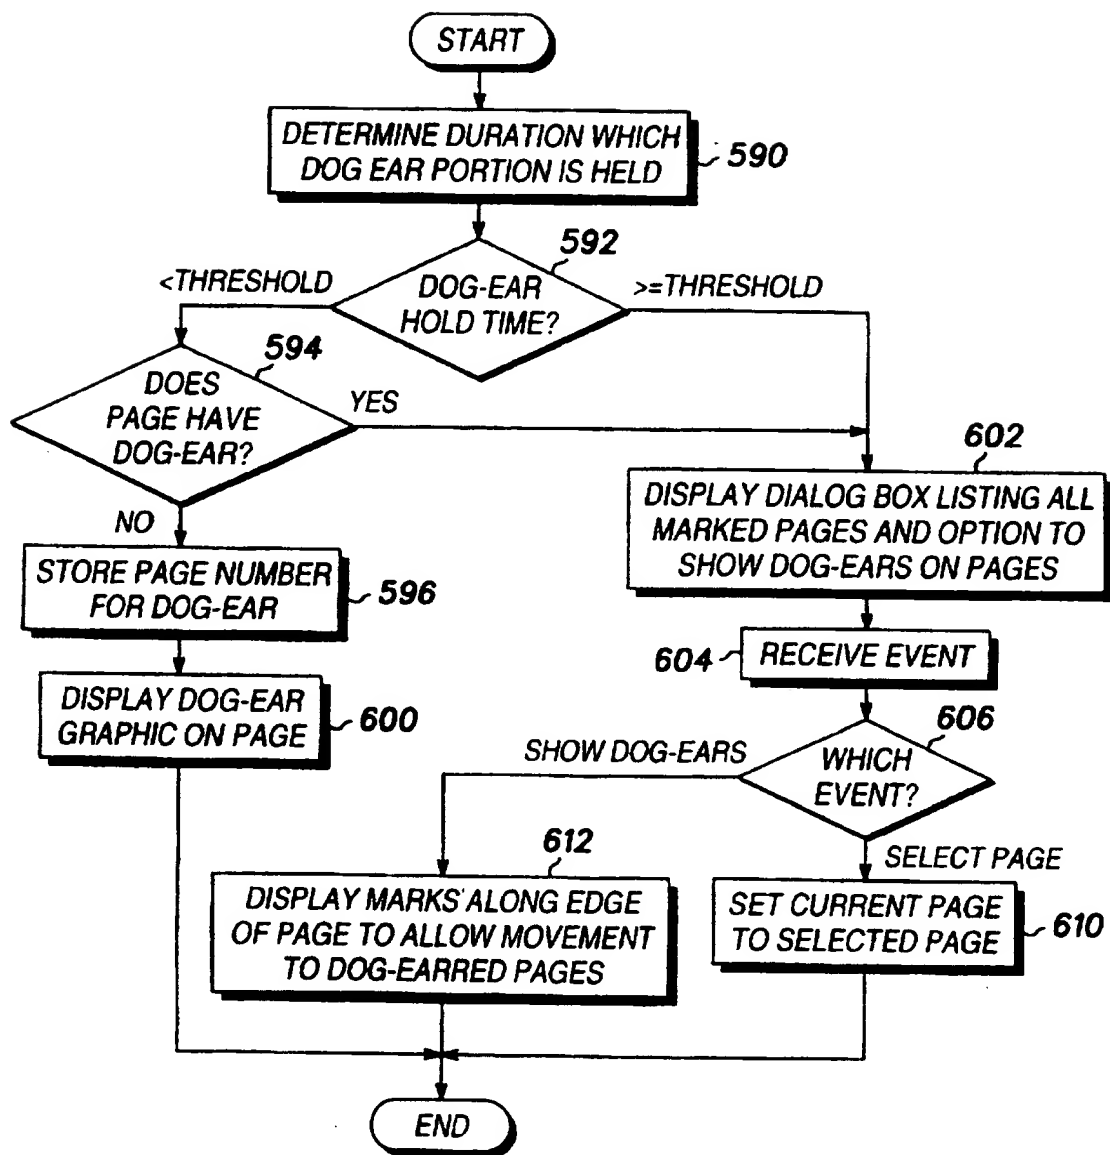 START
DETERMINE DURATION WHICH
DOG EAR PORTION IS HELD
590
592
<THRESHOLD
DOG-EAR
HOLD TIME?
>=THRESHOLD
594
DOES
PAGE HAVE
DOG-EAR?
YES
NO
602
DISPLAY DIALOG BOX LISTING ALL
MARKED PAGES AND OPTION TO
SHOW DOG-EARS ON PAGES
STORE PAGE NUMBER
FOR DOG-EAR
596
604
RECEIVE EVENT
DISPLAY DOG-EAR
GRAPHIC ON PAGE
600
606
SHOW DOG-EARS
WHICH
EVENT?
SELECT PAGE
612
DISPLAY MARKS ALONG EDGE
OF PAGE TO ALLOW MOVEMENT
TO DOG-EARRED PAGES
SET CURRENT PAGE
TO SELECTED PAGE
610
END